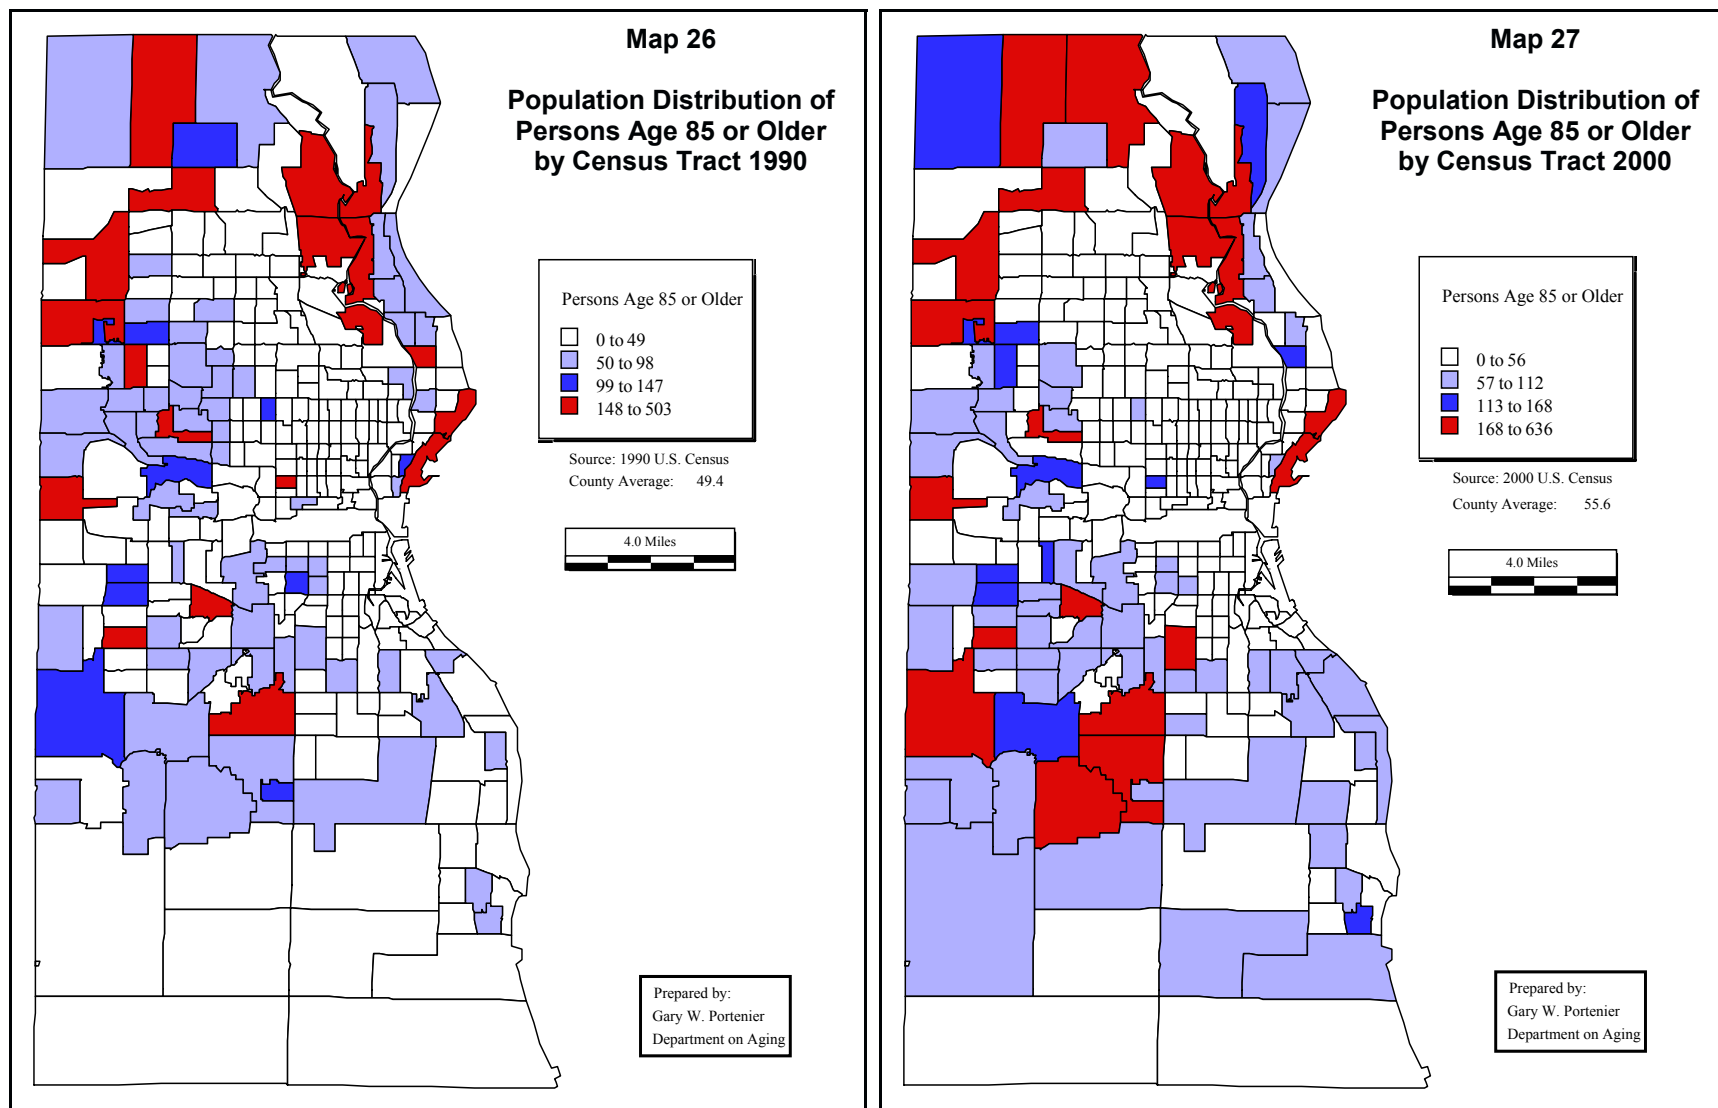 Map 26
Population Distribution of
Persons Age 85 or Older
by Census Tract 1990
Persons Age 85 or Older
0 to 49
50 to 98
99 to 147
148 to 503
Source: 1990 U.S. Census
County Average: 49.4
4.0 Miles
Prepared by:
Gary W. Portenier
Department on Aging
Map 27
Population Distribution of
Persons Age 85 or Older
by Census Tract 2000
Persons Age 85 or Older
0 to 56
57 to 112
113 to 168
168 to 636
Source: 2000 U.S. Census
County Average: 55.6
4.0 Miles
Prepared by:
Gary W. Portenier
Department on Aging